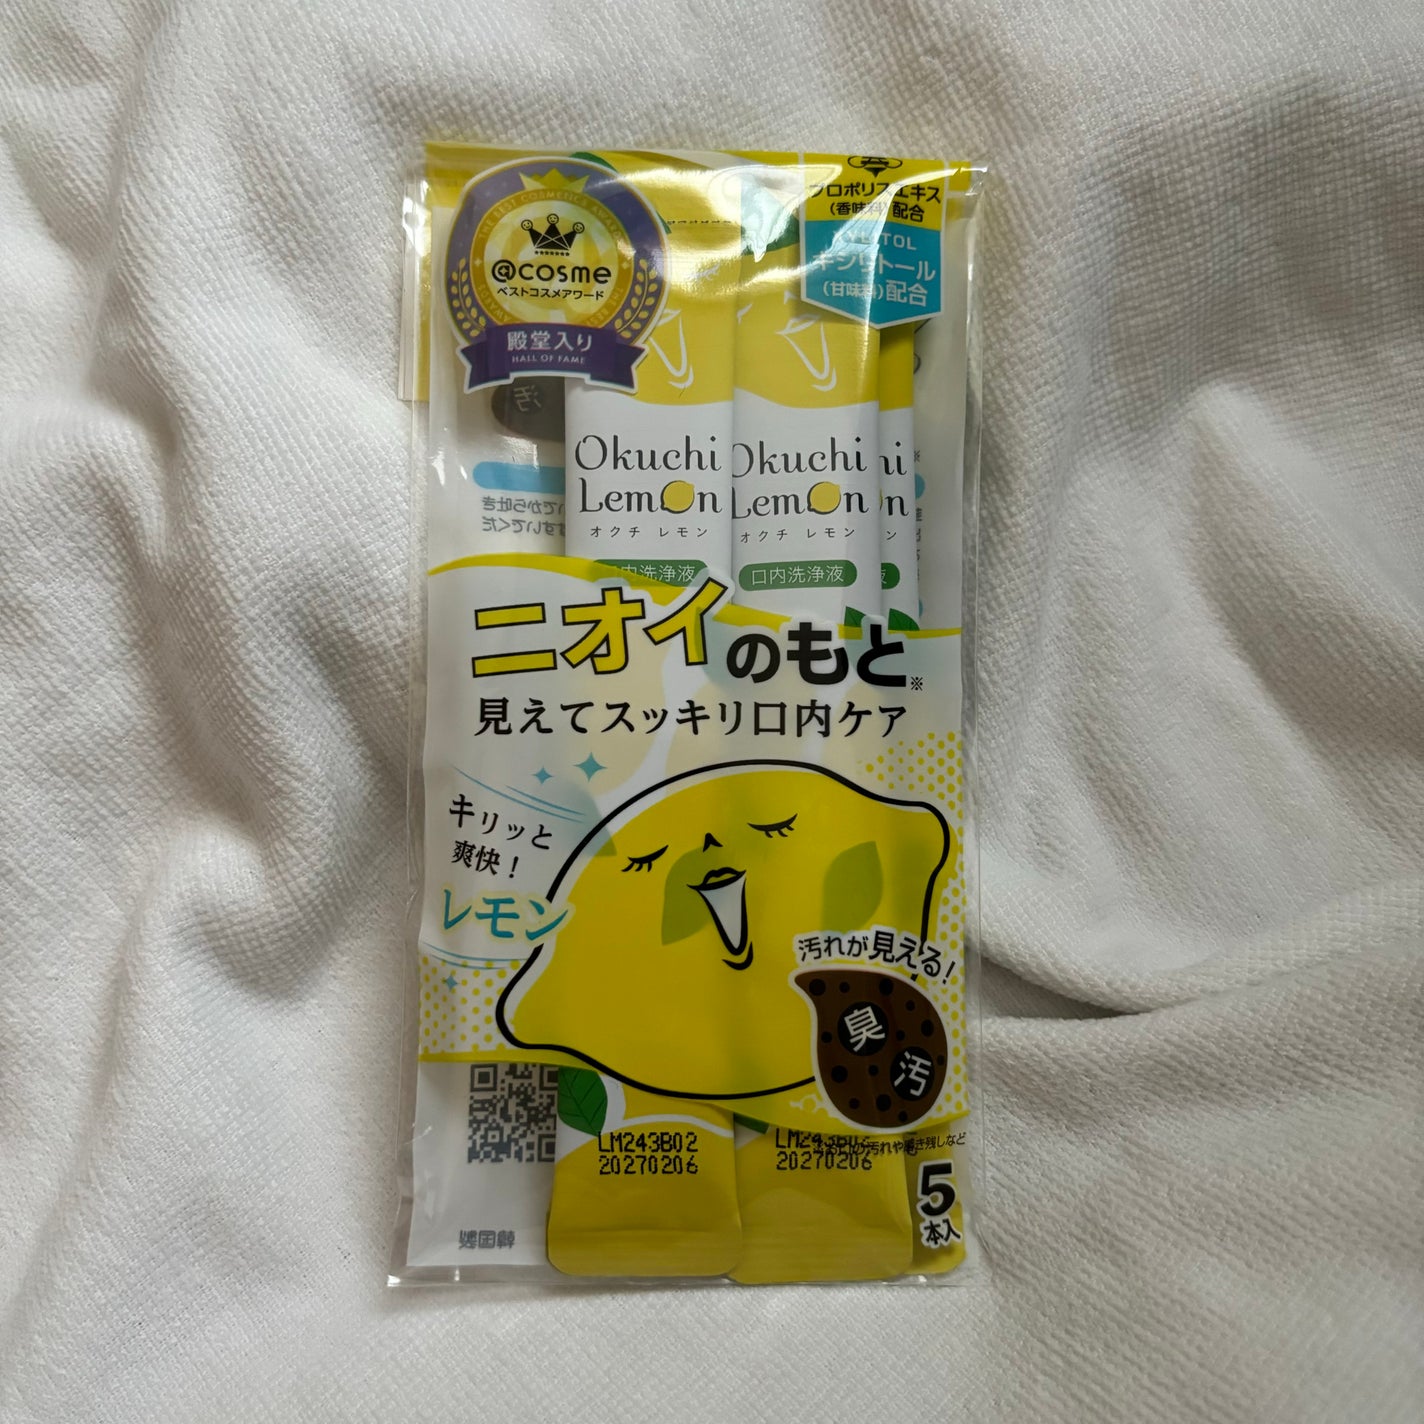 THE BEST COSMETICS AWARDS
@cosme
ベストコスメアワード
殿堂入り
HALL OF FAME
プロポリスエキス
(香味料)配合
XYLITOL
キシリトール
(甘味料)配合
Okuchi
Lemon
オクチ レモン
口内洗浄液
Okuchi
Lemon
オクチ レモン
口内洗浄液
ニオイのもと※
見えてスッキリ口内ケア
キリッと
爽快!
レモン
汚れが見える!
臭
汚
LM243B02
20270206
LM243B02
20270206
5
本入
韓国製